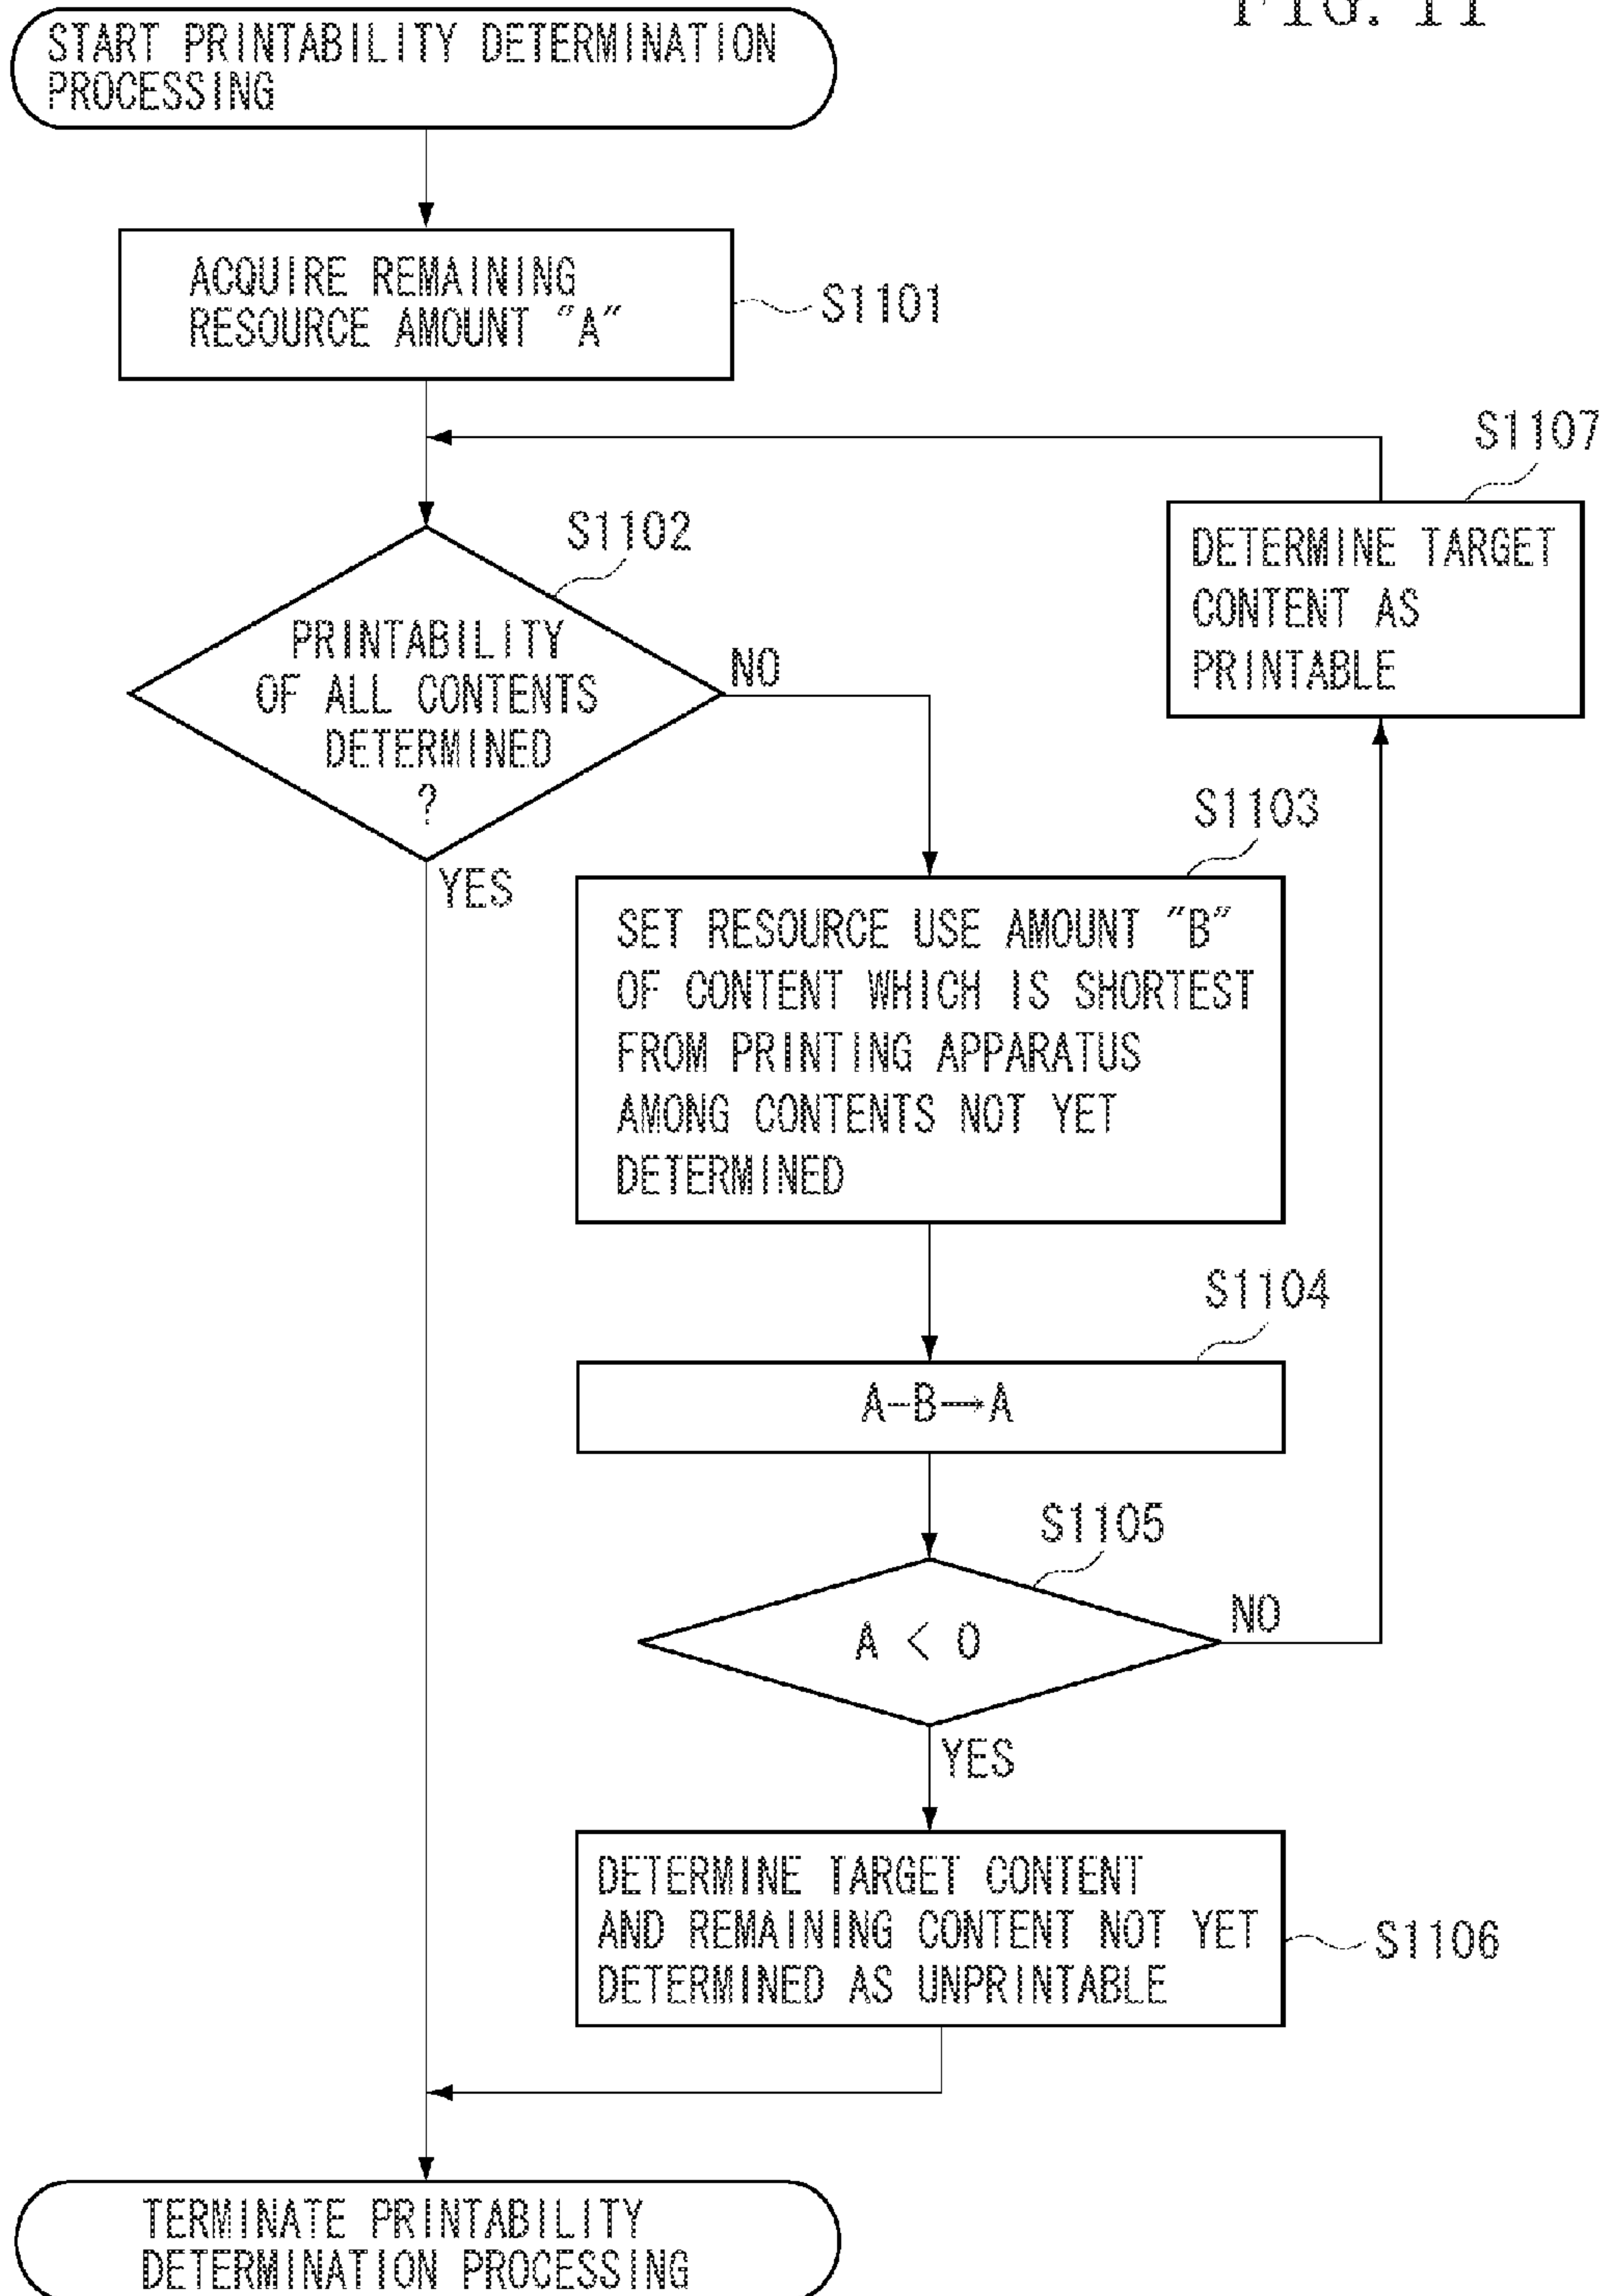 FIG. 11
START PRINTABILITY DETERMINATION
PROCESSING
ACQUIRE REMAINING
RESOURCE AMOUNT "A"
S1101
S1107
DETERMINE TARGET
CONTENT AS
PRINTABLE
S1102
PRINTABILITY
OF ALL CONTENTS
DETERMINED
?
NO
YES
S1103
SET RESOURCE USE AMOUNT "B"
OF CONTENT WHICH IS SHORTEST
FROM PRINTING APPARATUS
AMONG CONTENTS NOT YET
DETERMINED
S1104
A-B→A
S1105
A < 0
NO
YES
DETERMINE TARGET CONTENT
AND REMAINING CONTENT NOT YET
DETERMINED AS UNPRINTABLE
S1106
TERMINATE PRINTABILITY
DETERMINATION PROCESSING